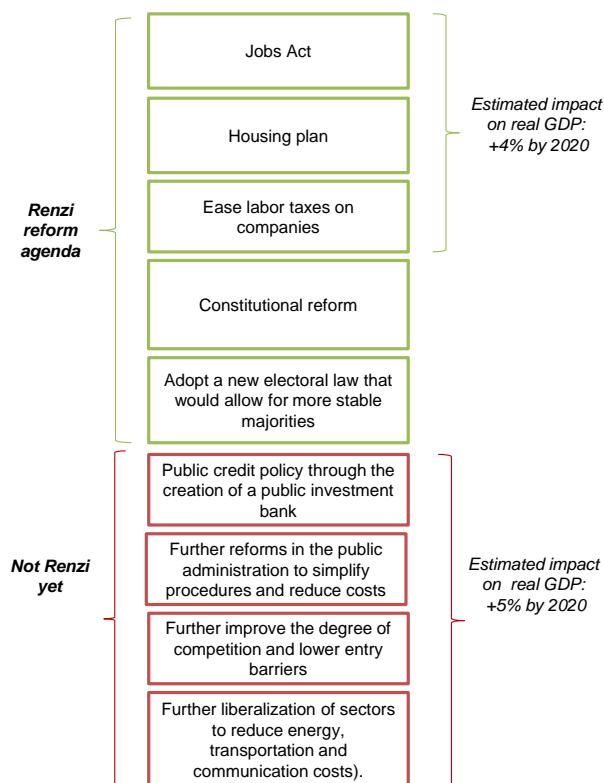 Jobs Act
Estimated impact
on real GDP:
+4% by 2020
Housing plan
Renzi
reform
agenda
Ease labor taxes on
companies
Constitutional reform
Adopt a new electoral law that
would allow for more stable
majorities
Public credit policy through the
creation of a public investment
bank
Not Renzi
yet
Further reforms in the public
administration to simplify
procedures and reduce costs
Estimated impact
on real GDP:
+5% by 2020
Further improve the degree of
competition and lower entry
barriers
Further liberalization of sectors
to reduce energy,
transportation and
communication costs).